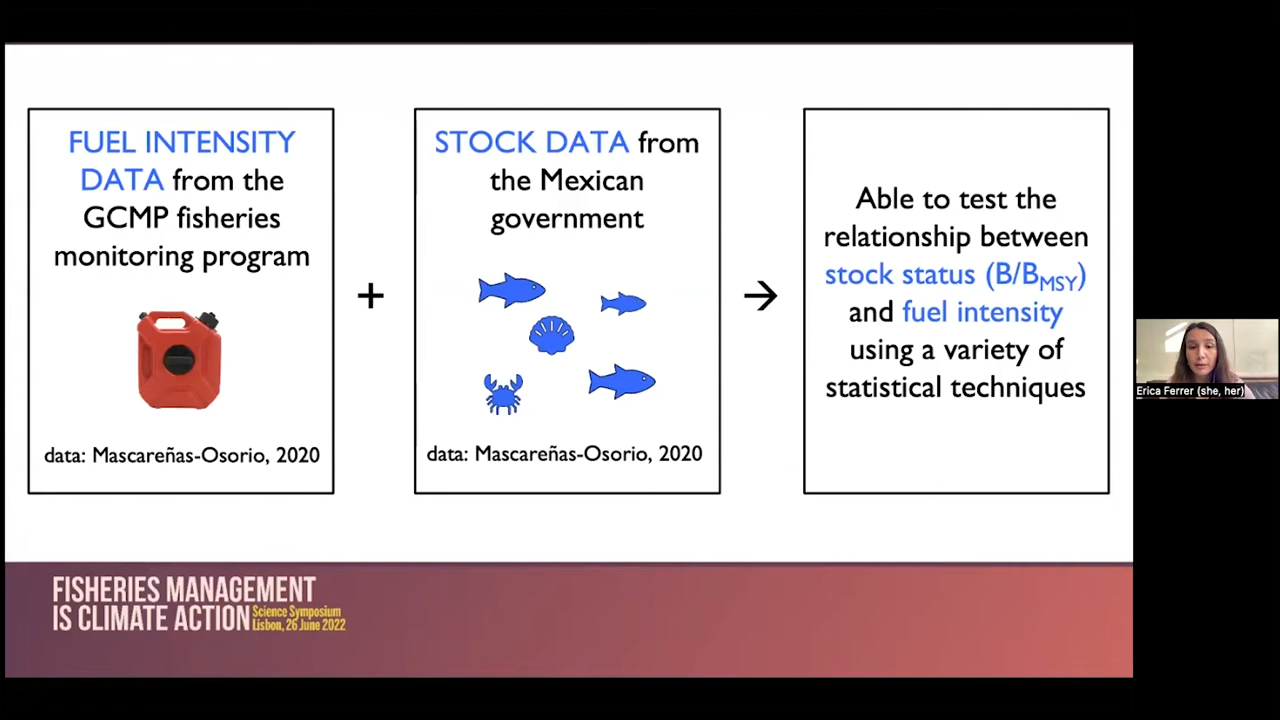 FUEL INTENSITY
DATA from the
GCMP fisheries
monitoring program
data: Mascareñas-Osorio, 2020
+
STOCK DATA from
the Mexican
government
data: Mascareñas-Osorio, 2020
→
Able to test the
relationship between
stock status (B/BMSY)
and fuel intensity
using a variety of
statistical techniques
Erica Ferrer (she, her)
FISHERIES MANAGEMENT
IS CLIMATE ACTION
Science Symposium
Lisbon, 26 June 2022